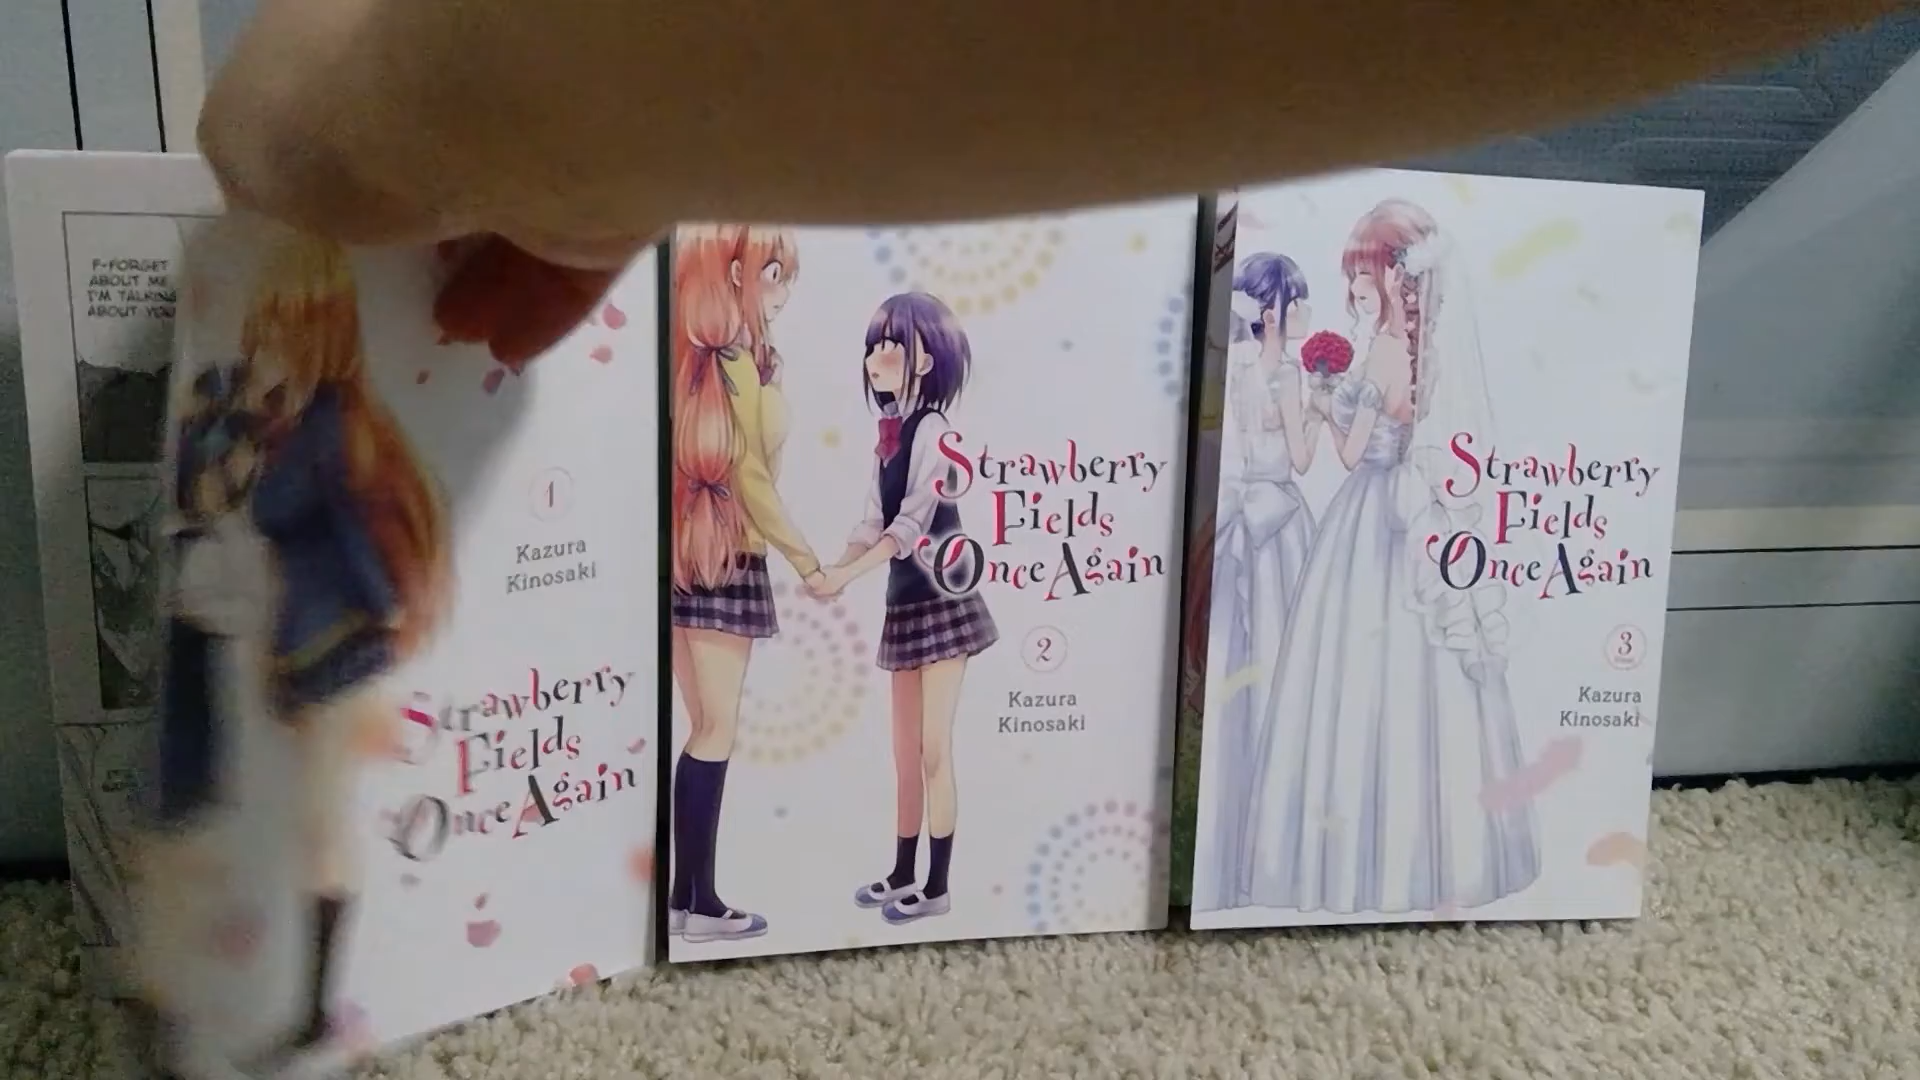 F-FORGET
ABOUT ME
I'M TALKING
ABOUT YOU
1
Kazura
Kinosaki
Strawberry
Fields
Once Again
Strawberry
Fields
Once Again
2
Kazura
Kinosaki
Strawberry
Fields
Once Again
3
Kazura
Kinosaki